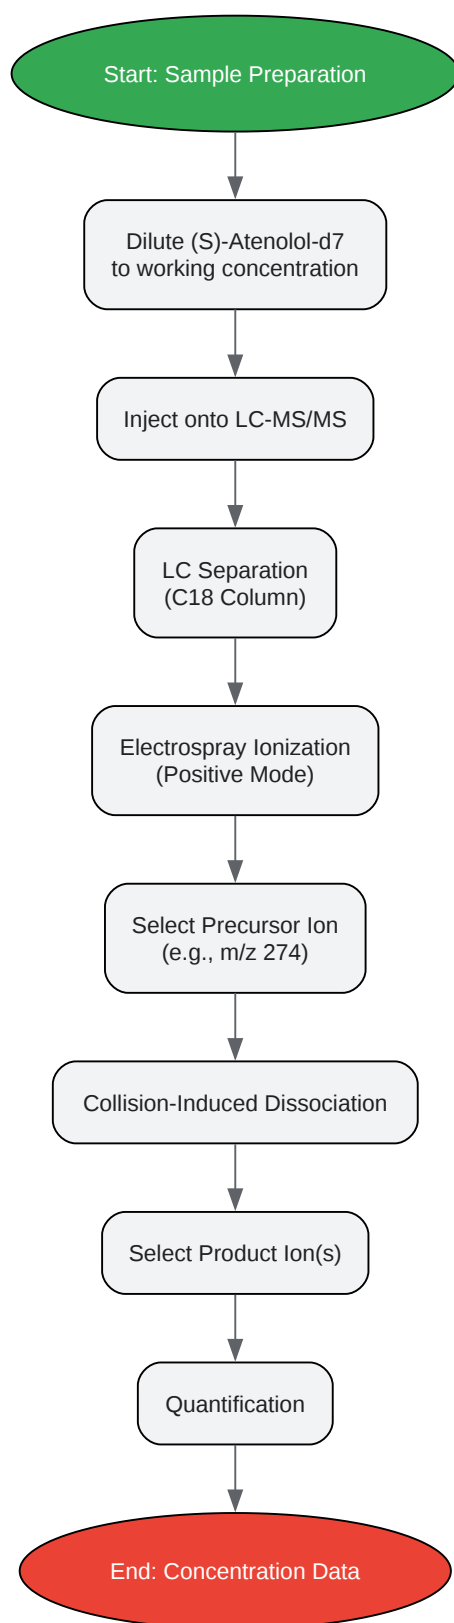 Start: Sample Preparation
Dilute (S)-Atenolol-d7
to working concentration
Inject onto LC-MS/MS
LC Separation
(C18 Column)
Electrospray Ionization
(Positive Mode)
Select Precursor Ion
(e.g., m/z 274)
Collision-Induced Dissociation
Select Product Ion(s)
Quantification
End: Concentration Data